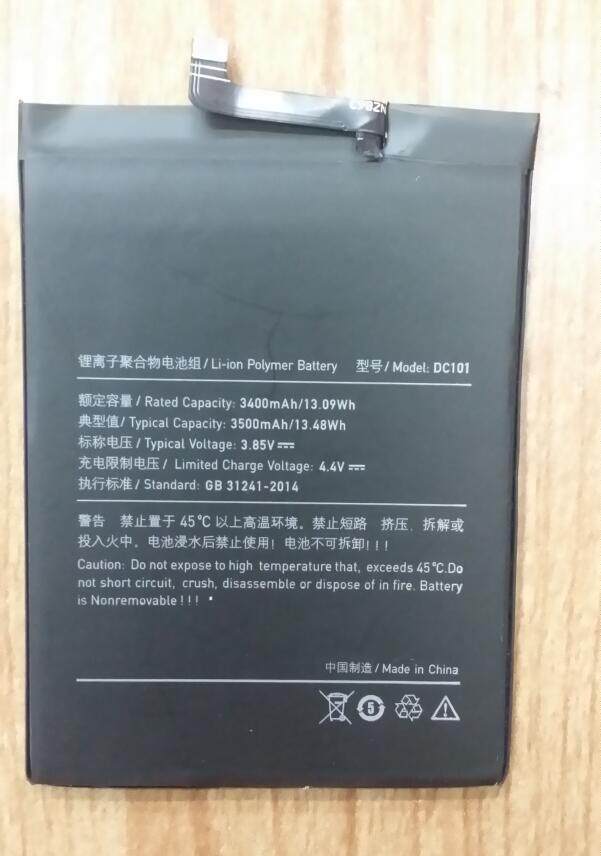 锂离子聚合物电池组 / Li-ion Polymer Battery 型号 / Model: DC101
额定容量 / Rated Capacity: 3400mAh/13.09Wh
典型值/ Typical Capacity: 3500mAh/13.48Wh
标称电压 / Typical Voltage: 3.85V⎓
充电限制电压 / Limited Charge Voltage: 4.4V⎓
执行标准 / Standard: GB 31241-2014
警告 禁止置于 45℃ 以上高温环境。禁止短路 挤压、拆解或
投入火中。电池浸水后禁止使用！电池不可拆卸！！！
Caution: Do not expose to high temperature that, exceeds 45℃.Do
not short circuit, crush, disassemble or dispose of in fire. Battery
is Nonremovable ! ! !
中国制造 / Made in China
5